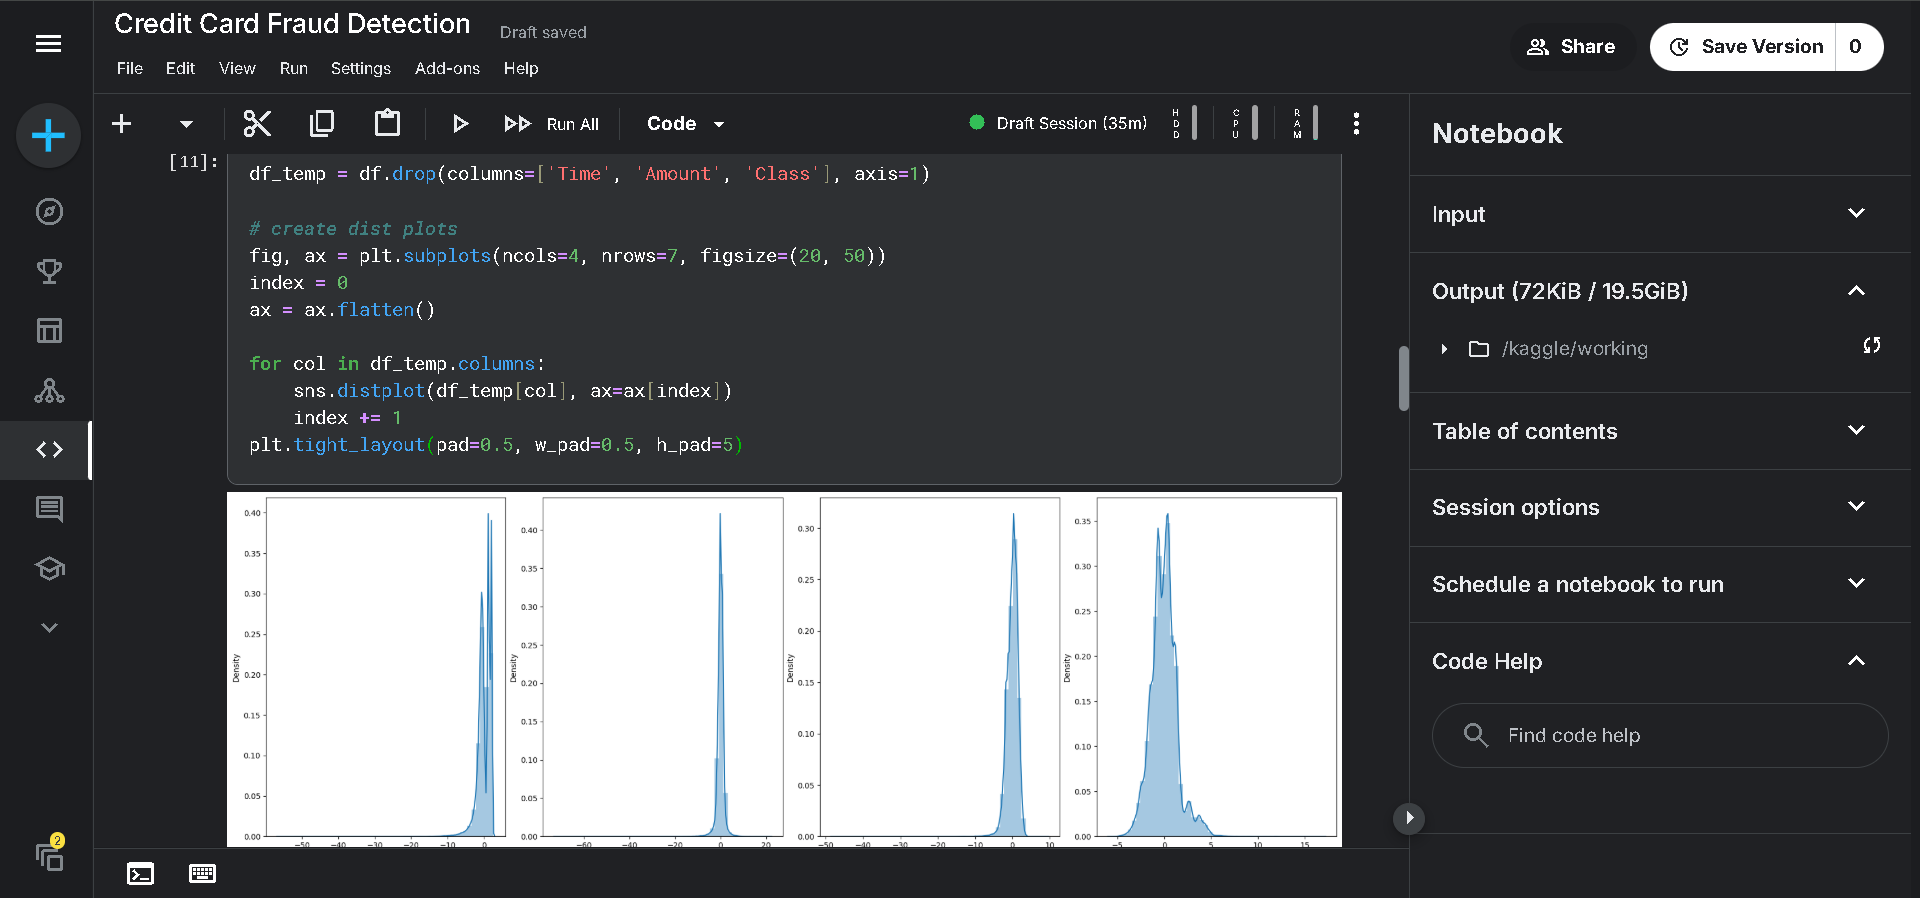 Credit Card Fraud Detection
Draft saved
File Edit View Run Settings Add-ons Help
Share
Save Version 0
Run All
Code
Draft Session (35m)
HDD
CPU
RAM
[11]:
df_temp = df.drop(columns=['Time', 'Amount', 'Class'], axis=1)
# create dist plots
fig, ax = plt.subplots(ncols=4, nrows=7, figsize=(20, 50))
index = 0
ax = ax.flatten()
for col in df_temp.columns:
    sns.distplot(df_temp[col], ax=ax[index])
    index += 1
plt.tight_layout(pad=0.5, w_pad=0.5, h_pad=5)
0.40
0.35
0.30
0.25
0.20
0.15
0.10
0.05
0.00
Density
-50 -40 -30 -20 -10 0
0.40
0.35
0.30
0.25
0.20
0.15
0.10
0.05
0.00
Density
-60 -40 -20 0 20
0.30
0.25
0.20
0.15
0.10
0.05
0.00
Density
-50 -40 -30 -20 -10 0 10
0.35
0.30
0.25
0.20
0.15
0.10
0.05
0.00
Density
-5 0 5 10 15
Notebook
Input
Output (72KiB / 19.5GiB)
/kaggle/working
Table of contents
Session options
Schedule a notebook to run
Code Help
Find code help
2